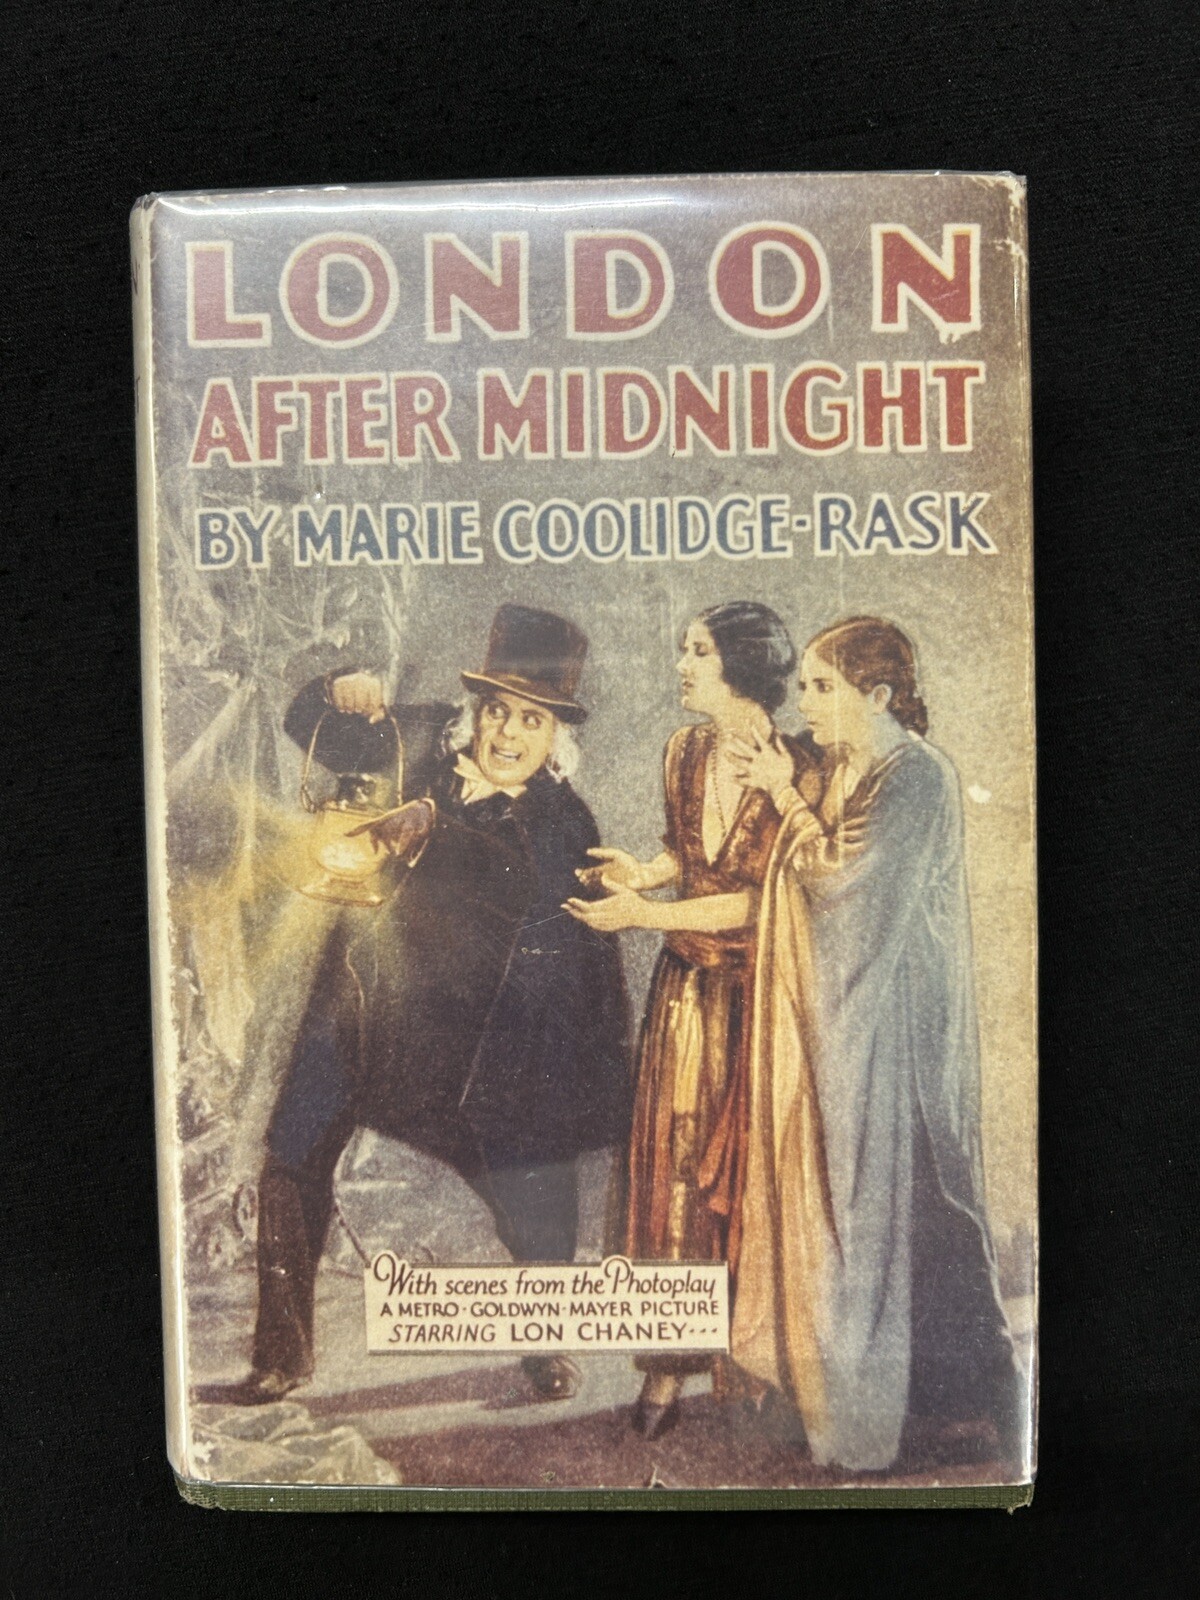 LONDON
AFTER MIDNIGHT
BY MARIE COOLIDGE-RASK
With scenes from the Photoplay
A METRO-GOLDWYN-MAYER PICTURE
STARRING LON CHANEY...